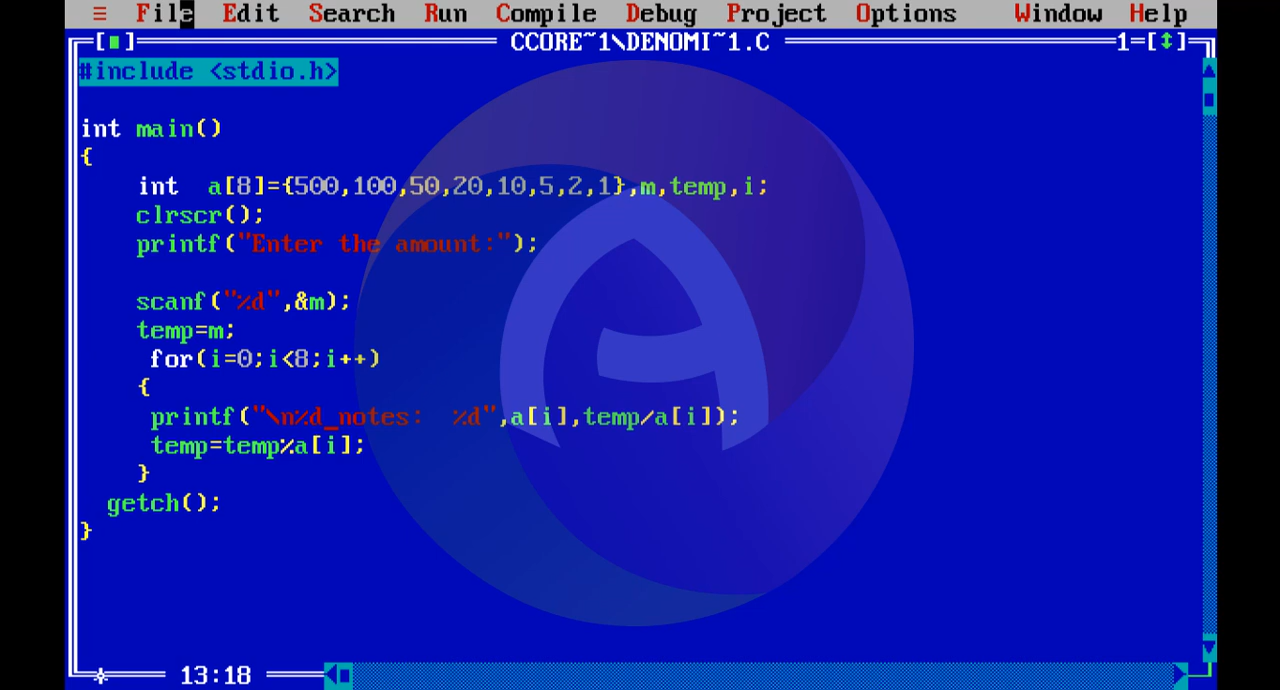 ≡ File Edit Search Run Compile Debug Project Options Window Help
[■] CCORE~1\DENOMI~1.C 1=[↕]
#include <stdio.h>
int main()
{
int a[8]={500,100,50,20,10,5,2,1},m,temp,i;
clrscr();
printf("Enter the amount:");
scanf("%d",&m);
temp=m;
for(i=0;i<8;i++)
{
printf("\n%d_notes: %d",a[i],temp/a[i]);
temp=temp%a[i];
}
getch();
}
13:18